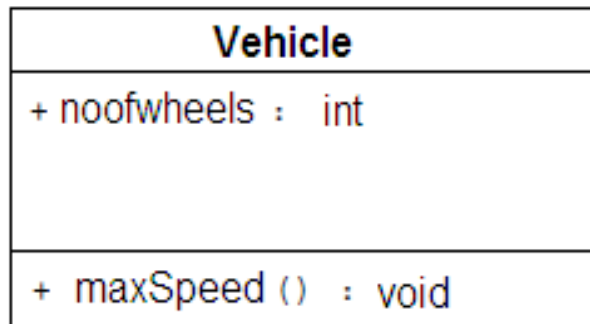 Vehicle
+ noofwheels : int
+ maxSpeed () : void